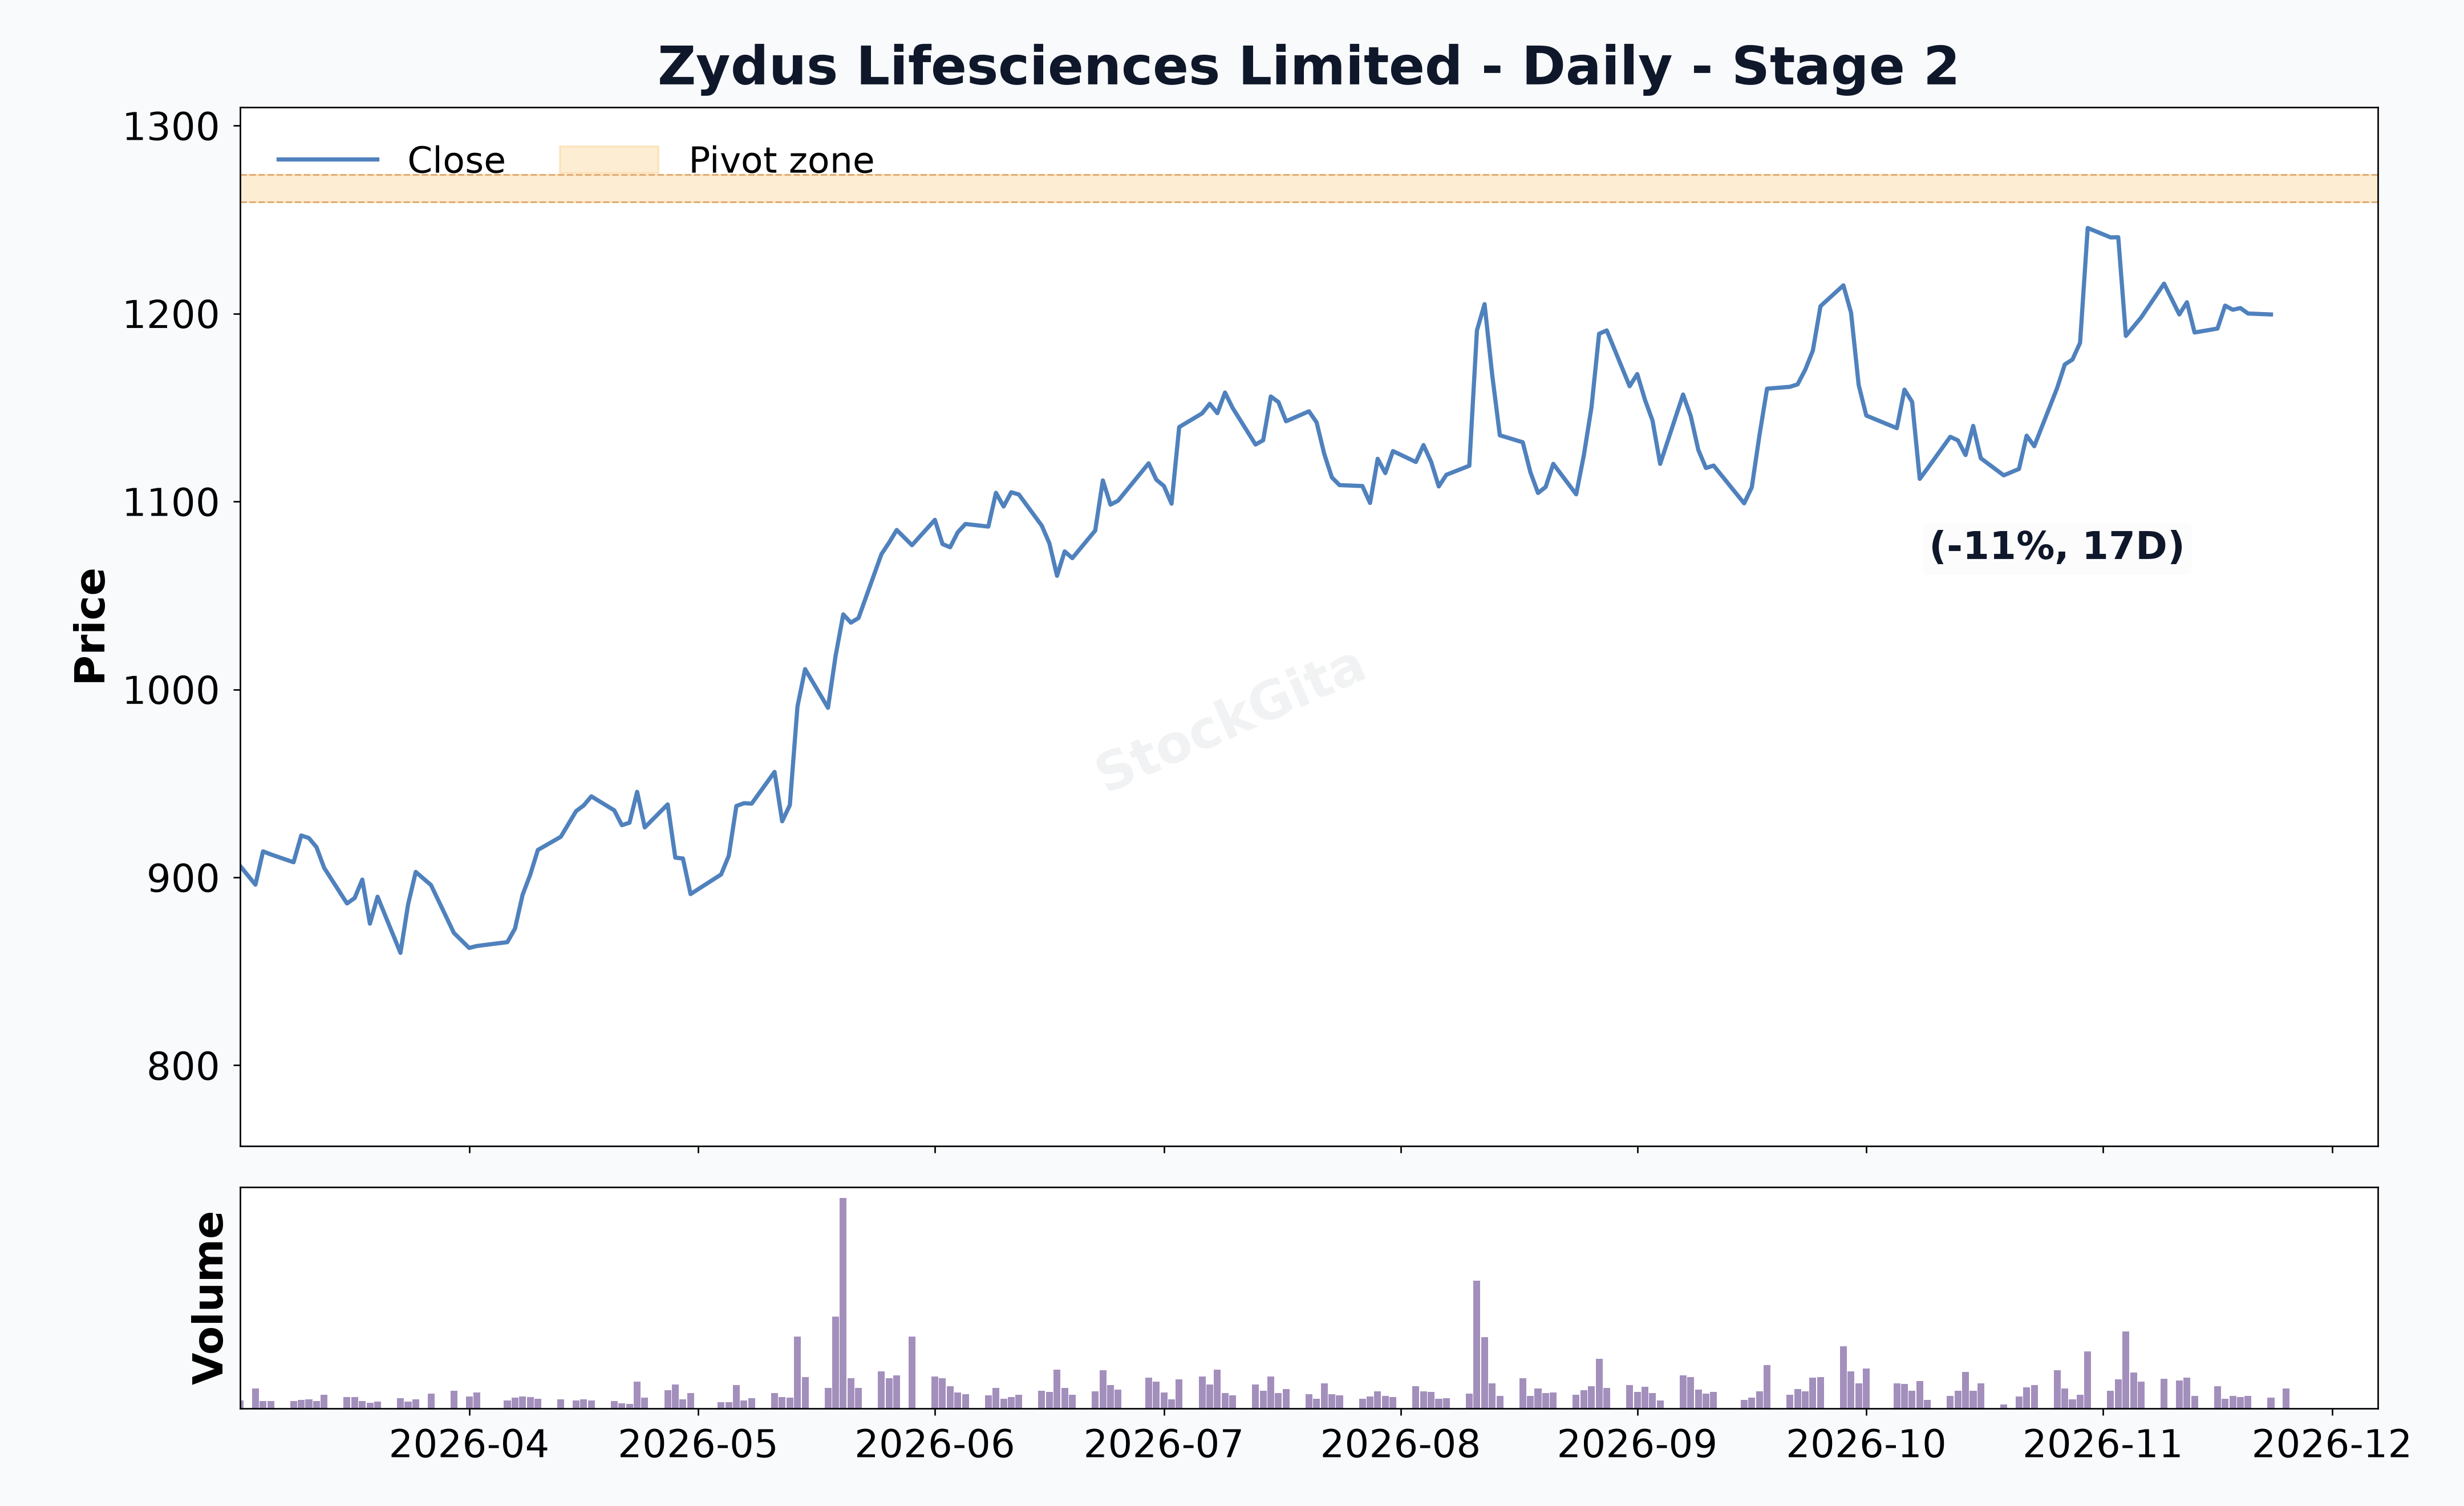 Zydus Lifesciences Limited - Daily - Stage 2
Close
Pivot zone
Price
1300
1200
1100
1000
900
800
(-11%, 17D)
StockGita
Volume
2026-04
2026-05
2026-06
2026-07
2026-08
2026-09
2026-10
2026-11
2026-12